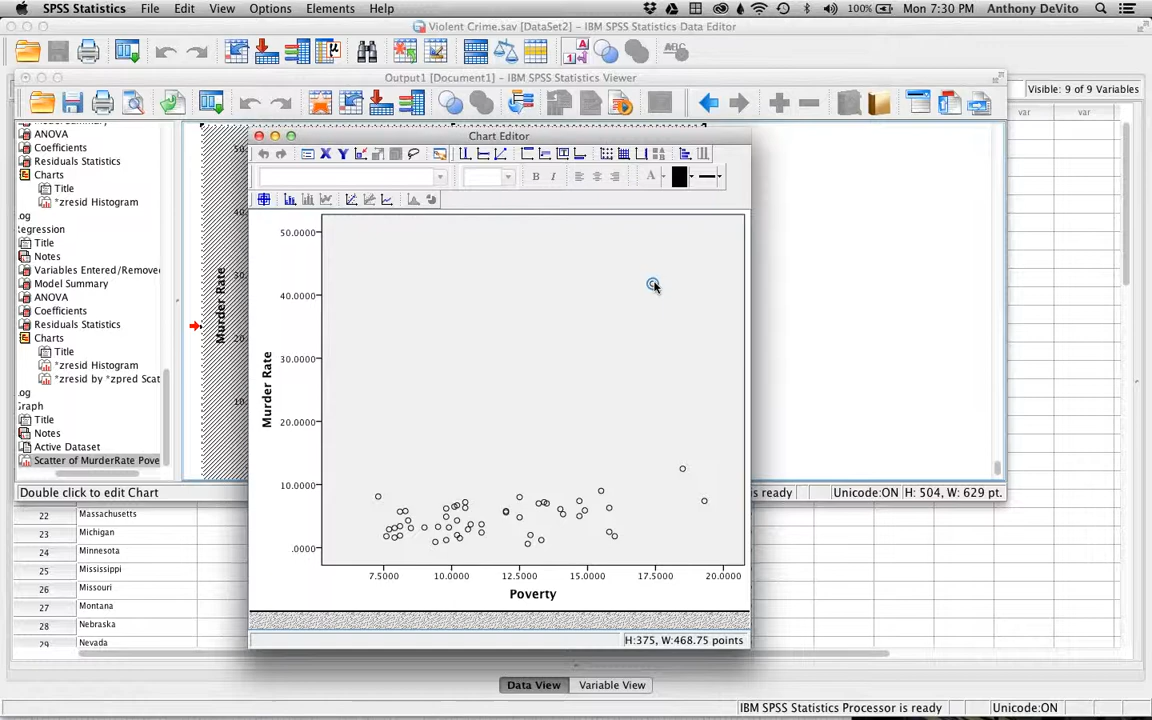 SPSS Statistics File Edit View Options Elements Help 100% Mon 7:30 PM Anthony DeVito
Violent Crime.sav [DataSet2] – IBM SPSS Statistics Data Editor
Output1 [Document1] – IBM SPSS Statistics Viewer
Visible: 9 of 9 Variables
var var
Chart Editor
ANOVA
Coefficients
Residuals Statistics
Charts
Title
*zresid Histogram
og
Regression
Title
Notes
Variables Entered/Remove
Model Summary
ANOVA
Coefficients
Residuals Statistics
Charts
Title
*zresid Histogram
*zresid by *zpred Scat
og
Graph
Title
Notes
Active Dataset
Scatter of MurderRate Pove
Murder Rate
B I A
50.0000
40.0000
30.0000
20.0000
10.0000
.0000
Murder Rate
7.5000 10.0000 12.5000 15.0000 17.5000 20.0000
Poverty
H:375, W:468.75 points
Double click to edit Chart
s ready Unicode:ON H: 504, W: 629 pt.
22 Massachusetts
23 Michigan
24 Minnesota
25 Mississippi
26 Missouri
27 Montana
28 Nebraska
29 Nevada
Data View Variable View
IBM SPSS Statistics Processor is ready Unicode:ON